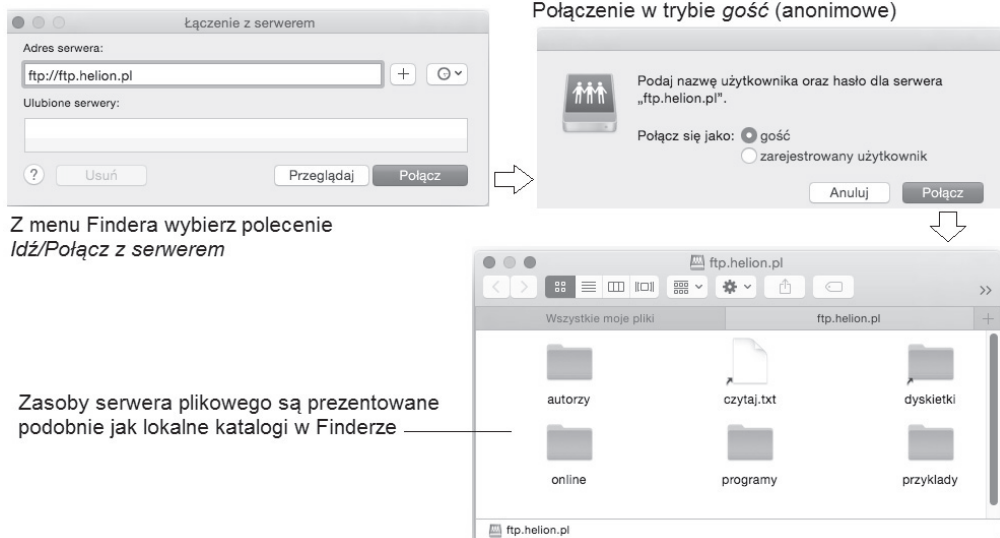 Łączenie z serwerem
Adres serwera:
ftp://ftp.helion.pl
+
Ulubione serwery:
?
Usuń
Przeglądaj
Połącz
Z menu Findera wybierz polecenie
Idź/Połącz z serwerem
Połączenie w trybie gość (anonimowe)
Podaj nazwę użytkownika oraz hasło dla serwera
„ftp.helion.pl”.
Połącz się jako:
gość
zarejestrowany użytkownik
Anuluj
Połącz
ftp.helion.pl
Wszystkie moje pliki
ftp.helion.pl
+
autorzy
czytaj.txt
dyskietki
online
programy
przyklady
ftp.helion.pl
Zasoby serwera plikowego są prezentowane
podobnie jak lokalne katalogi w Finderze